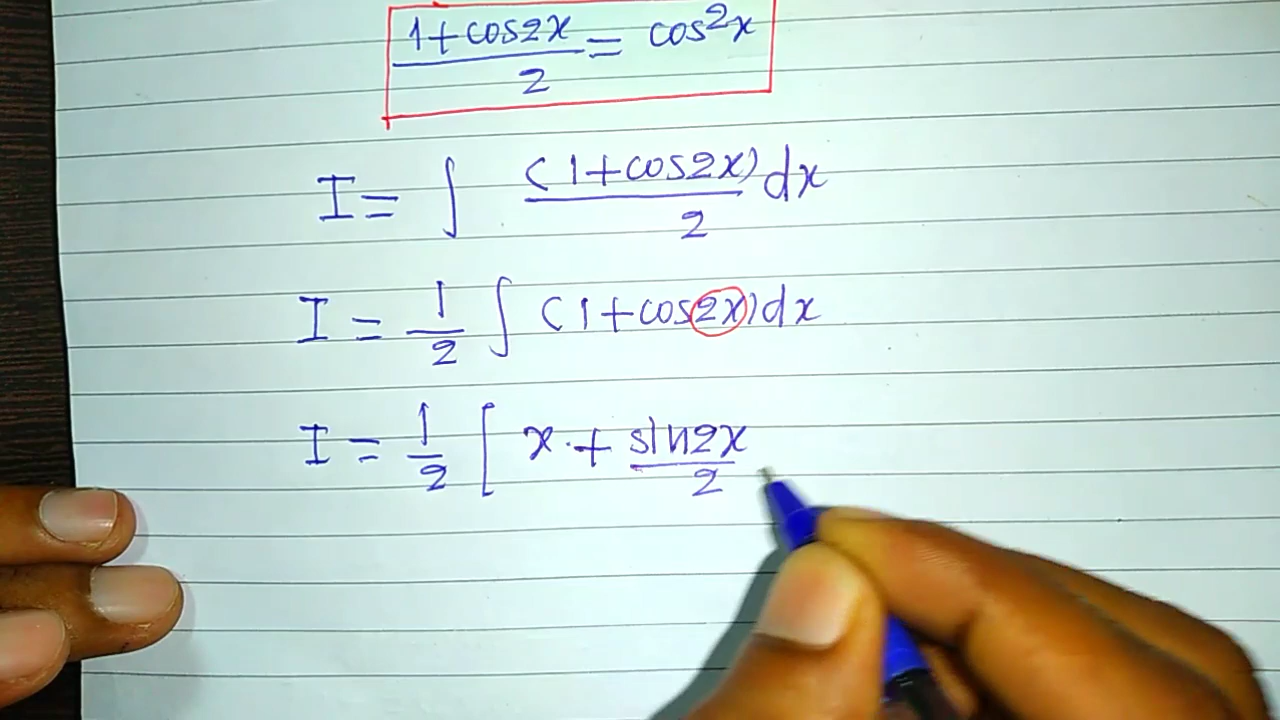 (1+cos2x)/2 = cos²x
I = ∫ (1+cos2x)/2 dx
I = 1/2 ∫ (1+cos2x)dx
I = 1/2 [ x + sin2x/2